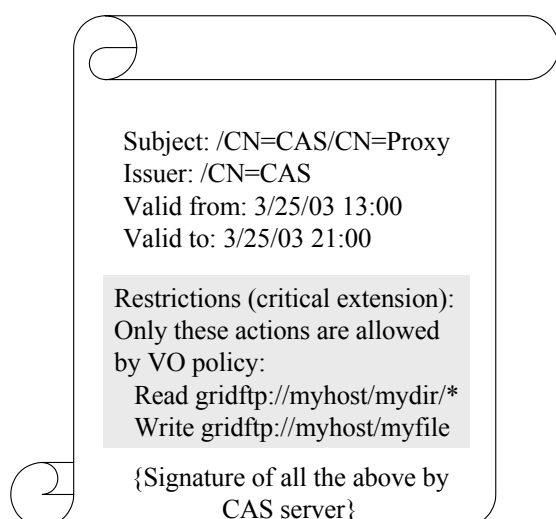 Subject: /CN=CAS/CN=Proxy
Issuer: /CN=CAS
Valid from: 3/25/03 13:00
Valid to: 3/25/03 21:00
Restrictions (critical extension):
Only these actions are allowed
by VO policy:
Read gridftp://myhost/mydir/*
Write gridftp://myhost/myfile
{Signature of all the above by
CAS server}